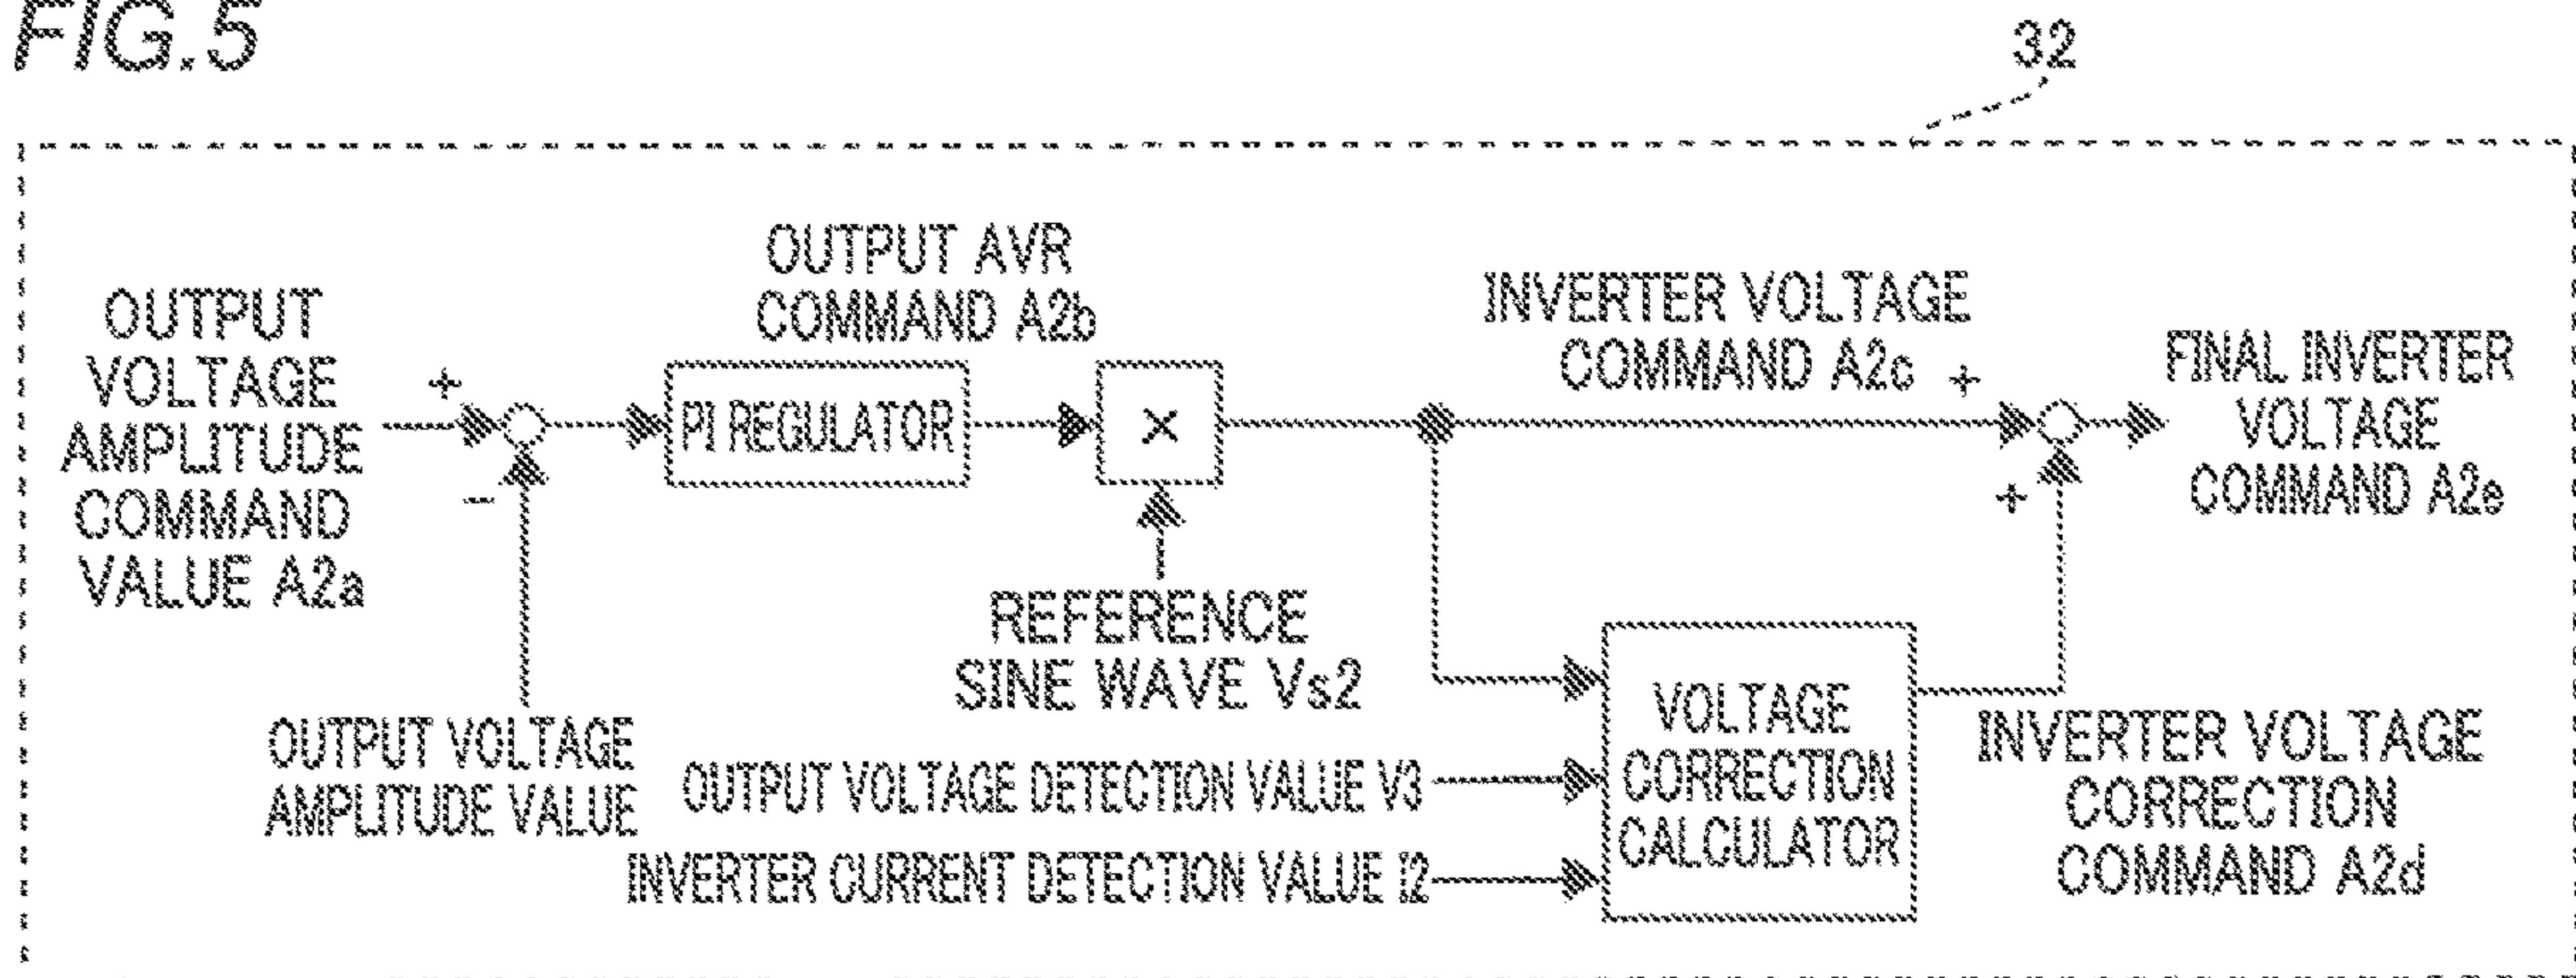 FIG.5
32
OUTPUT
VOLTAGE
AMPLITUDE
COMMAND
VALUE A2a
+
−
OUTPUT VOLTAGE
AMPLITUDE VALUE
OUTPUT AVR
COMMAND A2b
PI REGULATOR
×
REFERENCE
SINE WAVE Vs2
INVERTER VOLTAGE
COMMAND A2c
+
+
FINAL INVERTER
VOLTAGE
COMMAND A2e
OUTPUT VOLTAGE DETECTION VALUE V3
INVERTER CURRENT DETECTION VALUE I2
VOLTAGE
CORRECTION
CALCULATOR
INVERTER VOLTAGE
CORRECTION
COMMAND A2d